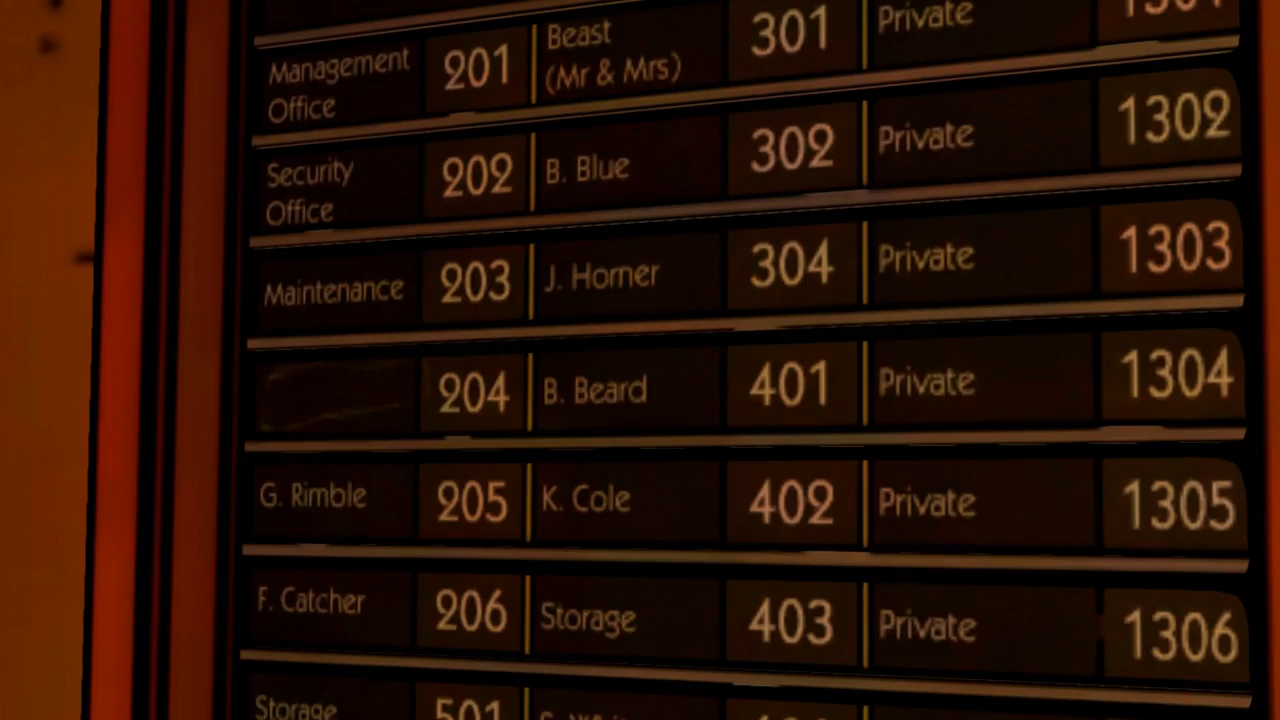 Management Office 201
Beast (Mr & Mrs) 301
Private 1301
Security Office 202
B. Blue 302
Private 1302
Maintenance 203
J. Horner 304
Private 1303
204
B. Beard 401
Private 1304
G. Rimble 205
K. Cole 402
Private 1305
F. Catcher 206
Storage 403
Private 1306
Storage 501